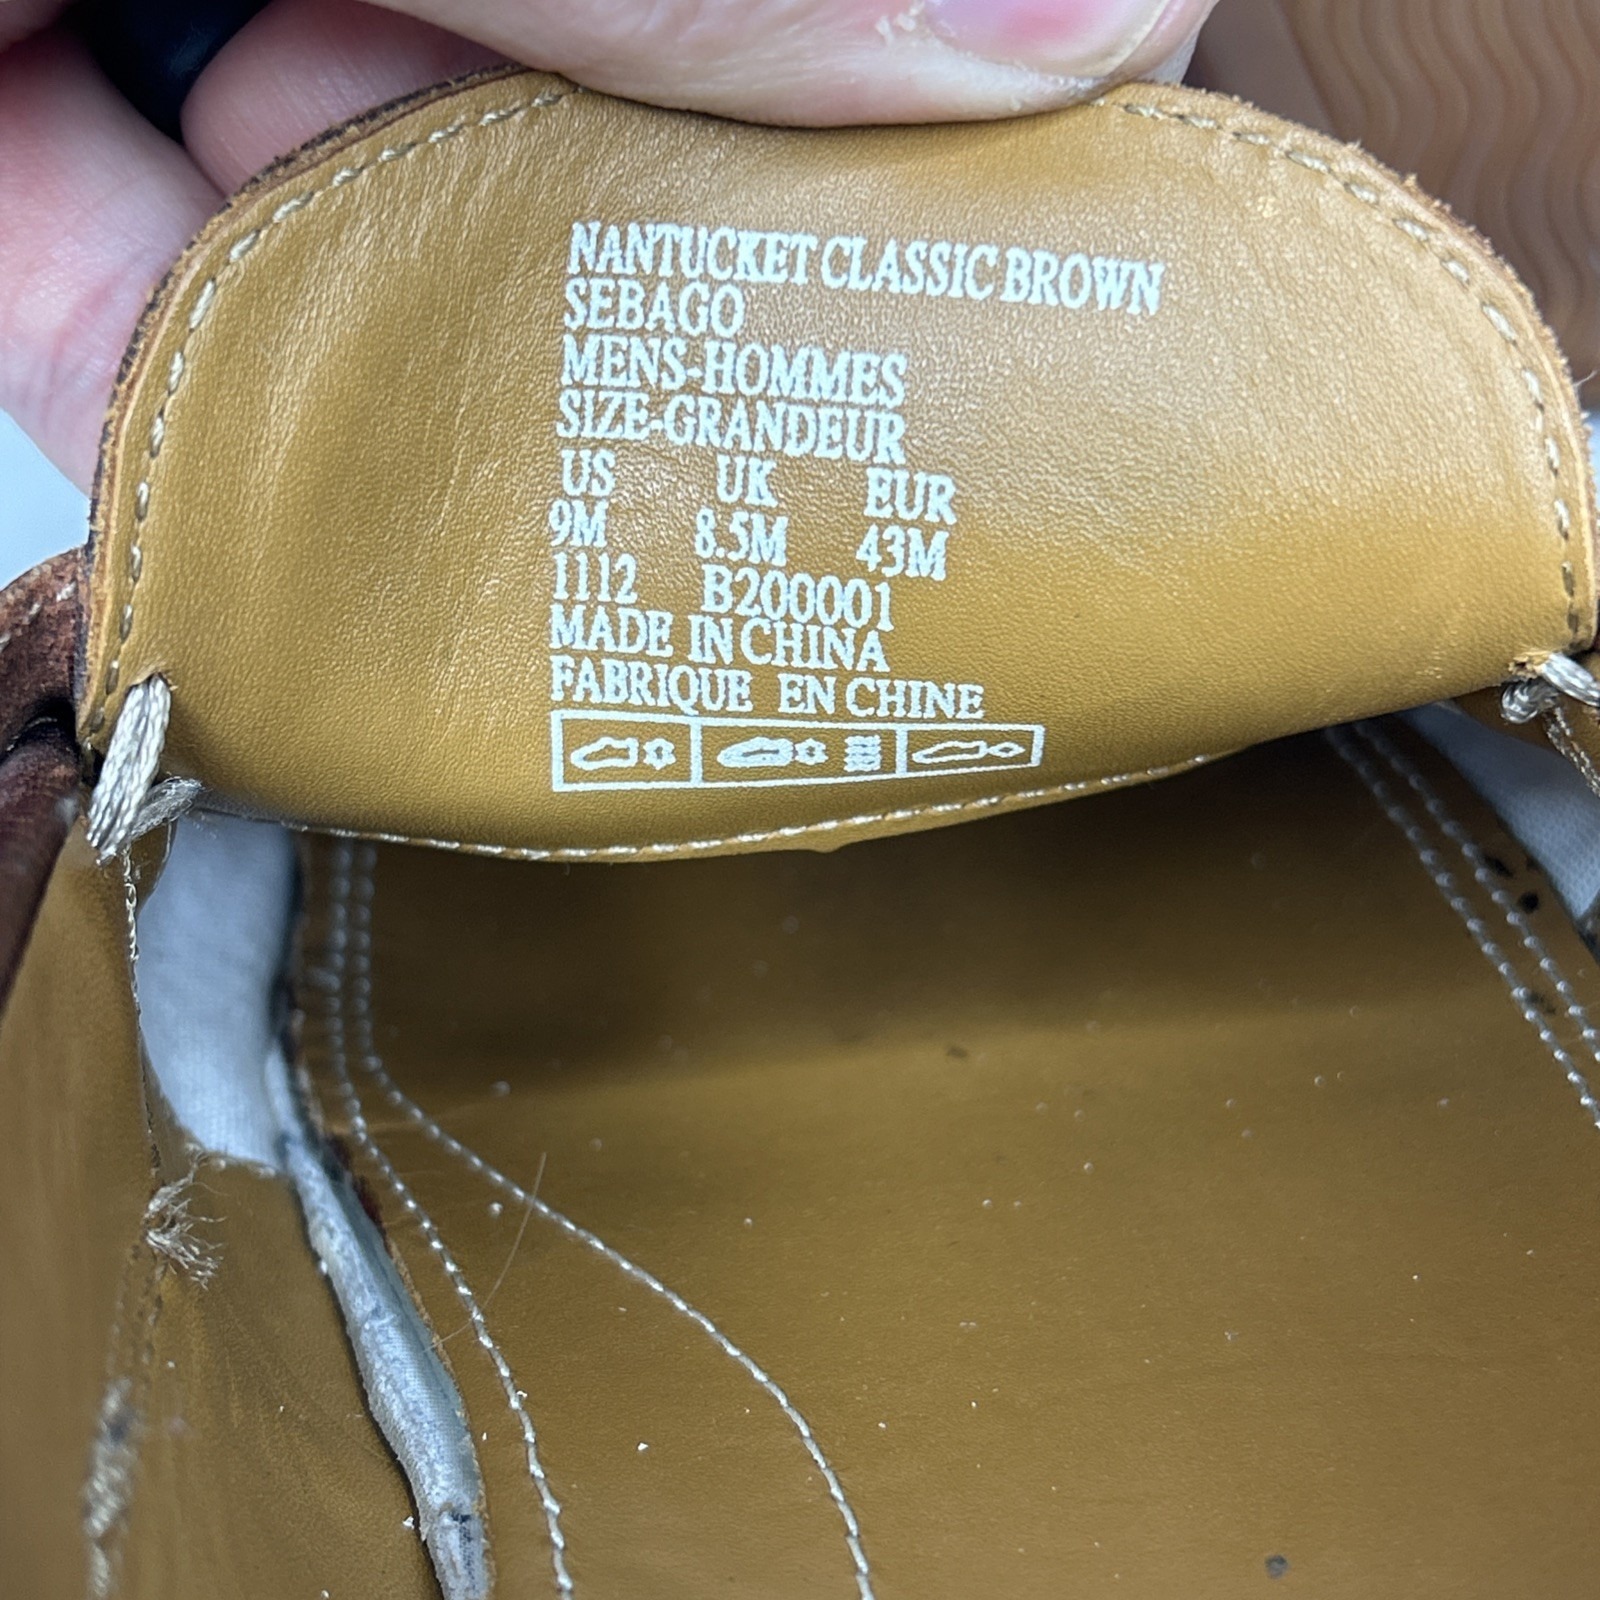 NANTUCKET CLASSIC BROWN
SEBAGO
MENS-HOMMES
SIZE-GRANDEUR
US UK EUR
9M 8.5M 43M
1112 B200001
MADE IN CHINA
FABRIQUE EN CHINE